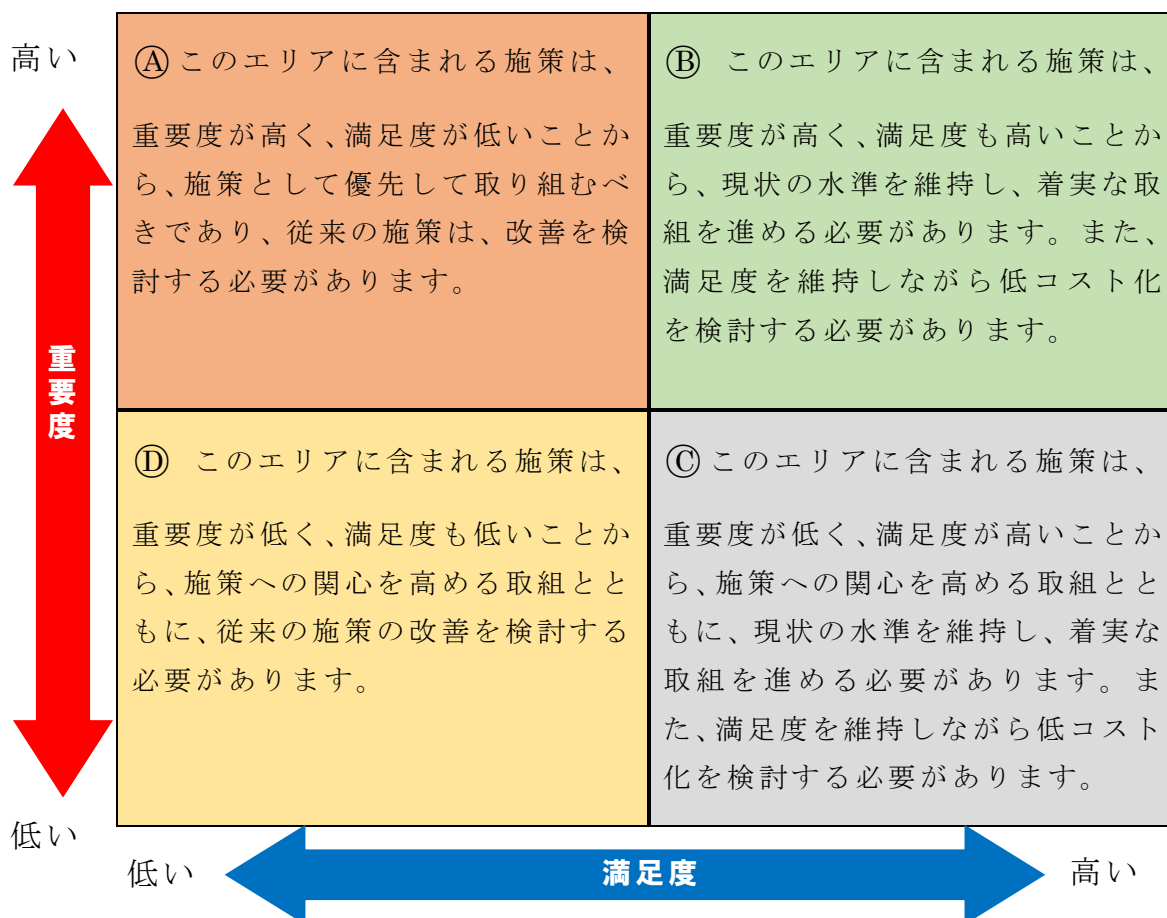 高い
Ⓐこのエリアに含まれる施策は、
重要度が高く、満足度が低いことか
ら、施策として優先して取り組むべ
きであり、従来の施策は、改善を検
討する必要があります。
Ⓑ このエリアに含まれる施策は、
重要度が高く、満足度も高いことか
ら、現状の水準を維持し、着実な取
組を進める必要があります。また、
満足度を維持しながら低コスト化
を検討する必要があります。
重要度
Ⓓ このエリアに含まれる施策は、
重要度が低く、満足度も低いことか
ら、施策への関心を高める取組とと
もに、従来の施策の改善を検討する
必要があります。
Ⓒこのエリアに含まれる施策は、
重要度が低く、満足度が高いことか
ら、施策への関心を高める取組とと
もに、現状の水準を維持し、着実な
取組を進める必要があります。ま
た、満足度を維持しながら低コスト
化を検討する必要があります。
低い
低い
満足度
高い